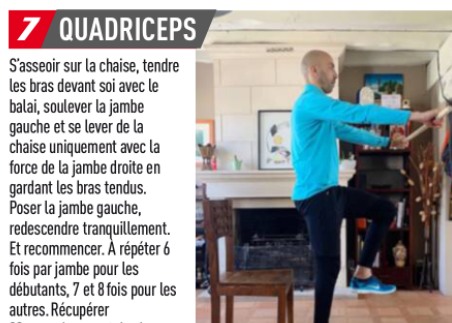 7 QUADRICEPS
S'asseoir sur la chaise, tendre
les bras devant soi avec le
balai, soulever la jambe
gauche et se lever de la
chaise uniquement avec la
force de la jambe droite en
gardant les bras tendus.
Poser la jambe gauche,
redescendre tranquillement.
Et recommencer. À répéter 6
fois par jambe pour les
débutants, 7 et 8 fois pour les
autres. Récupérer